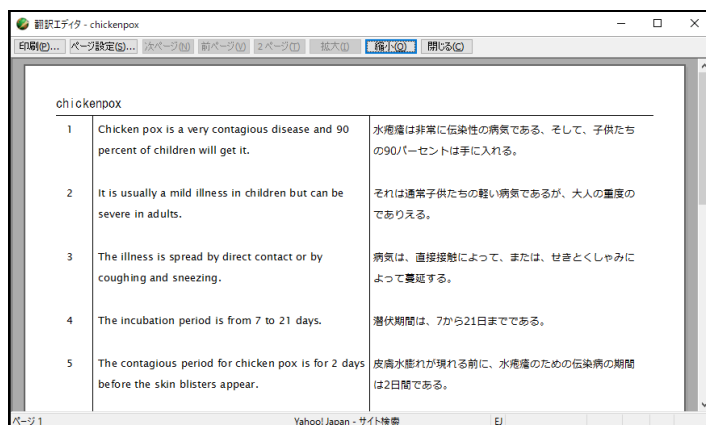 翻訳エディタ - chickenpox
印刷(P)... ページ設定(S)... 次ページ(N) 前ページ(V) 2 ページ(T) 拡大(I) 縮小(O) 閉じる(C)
chickenpox
1 Chicken pox is a very contagious disease and 90 水疱瘡は非常に伝染性の病気である、そして、子供たち
percent of children will get it. の90パーセントは手に入れる。
2 It is usually a mild illness in children but can be それは通常子供たちの軽い病気であるが、大人の重度の
severe in adults. でありえる。
3 The illness is spread by direct contact or by 病気は、直接接触によって、または、せきとくしゃみに
coughing and sneezing. よって蔓延する。
4 The incubation period is from 7 to 21 days. 潜伏期間は、7から21日までである。
5 The contagious period for chicken pox is for 2 days 皮膚水膨れが現れる前に、水疱瘡のための伝染病の期間
before the skin blisters appear. は2日間である。
ページ 1 Yahoo! Japan - サイト検索 EJ